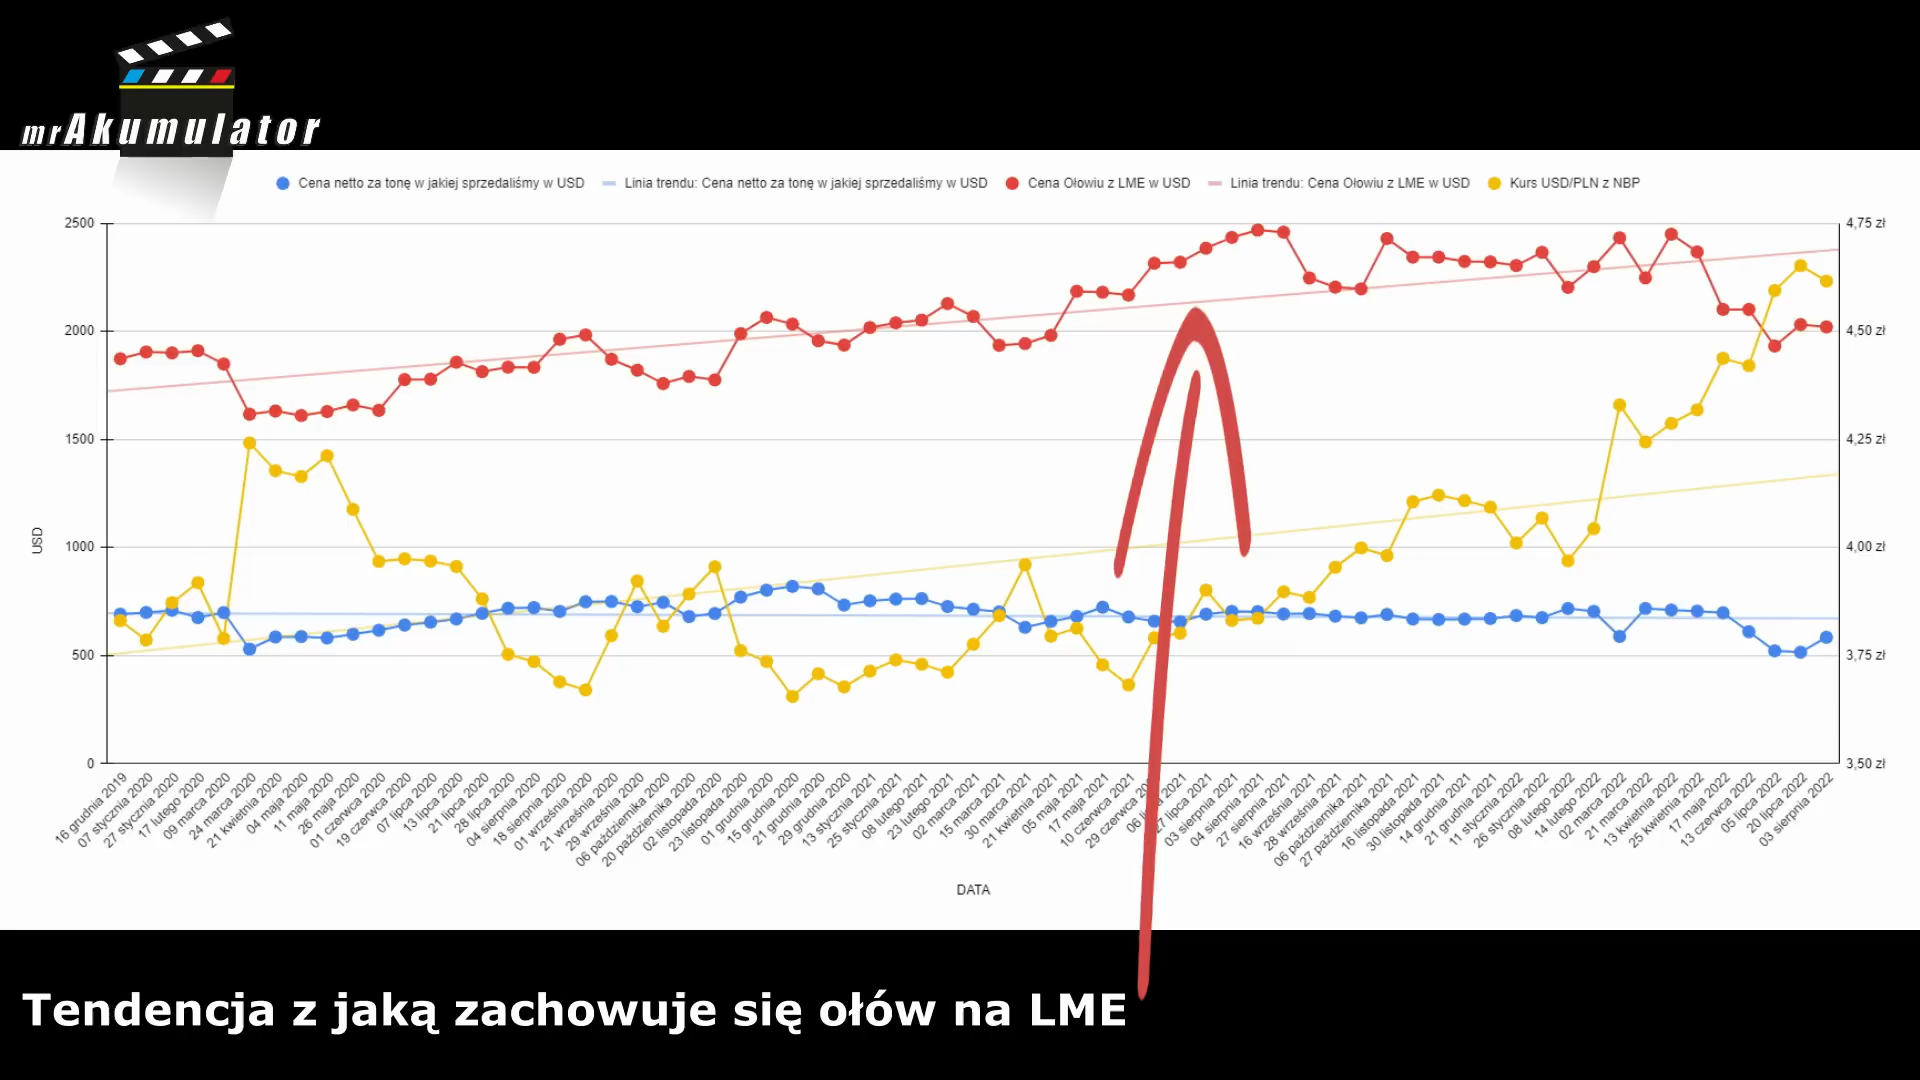 mrAkumulator
Cena netto za tonę w jakiej sprzedaliśmy w USD
Linia trendu: Cena netto za tonę w jakiej sprzedaliśmy w USD
Cena Ołowiu z LME w USD
Linia trendu: Cena Ołowiu z LME w USD
Kurs USD/PLN z NBP
2500
2000
1500
1000
500
0
USD
4,75 zł
4,50 zł
4,25 zł
4,00 zł
3,75 zł
3,50 zł
16 grudnia 2019
07 stycznia 2020
27 stycznia 2020
17 lutego 2020
09 marca 2020
24 marca 2020
21 kwietnia 2020
04 maja 2020
11 maja 2020
26 maja 2020
01 czerwca 2020
19 czerwca 2020
07 lipca 2020
13 lipca 2020
21 lipca 2020
28 lipca 2020
04 sierpnia 2020
18 sierpnia 2020
01 września 2020
21 września 2020
29 września 2020
06 października 2020
20 października 2020
02 listopada 2020
23 listopada 2020
01 grudnia 2020
15 grudnia 2020
21 grudnia 2020
29 grudnia 2020
13 stycznia 2021
25 stycznia 2021
08 lutego 2021
23 lutego 2021
02 marca 2021
15 marca 2021
30 marca 2021
21 kwietnia 2021
05 maja 2021
17 maja 2021
10 czerwca 2021
29 czerwca
06 2021
27 lipca 2021
03 sierpnia 2021
04 sierpnia 2021
27 sierpnia 2021
16 września 2021
28 września 2021
06 października 2021
27 października 2021
16 listopada 2021
30 listopada 2021
14 grudnia 2021
21 grudnia 2021
11 stycznia 2022
26 stycznia 2022
08 lutego 2022
14 lutego 2022
02 marca 2022
21 marca 2022
13 kwietnia 2022
25 kwietnia 2022
17 maja 2022
13 czerwca 2022
05 lipca 2022
20 lipca 2022
03 sierpnia 2022
DATA
Tendencja z jaką zachowuje się ołów na LME